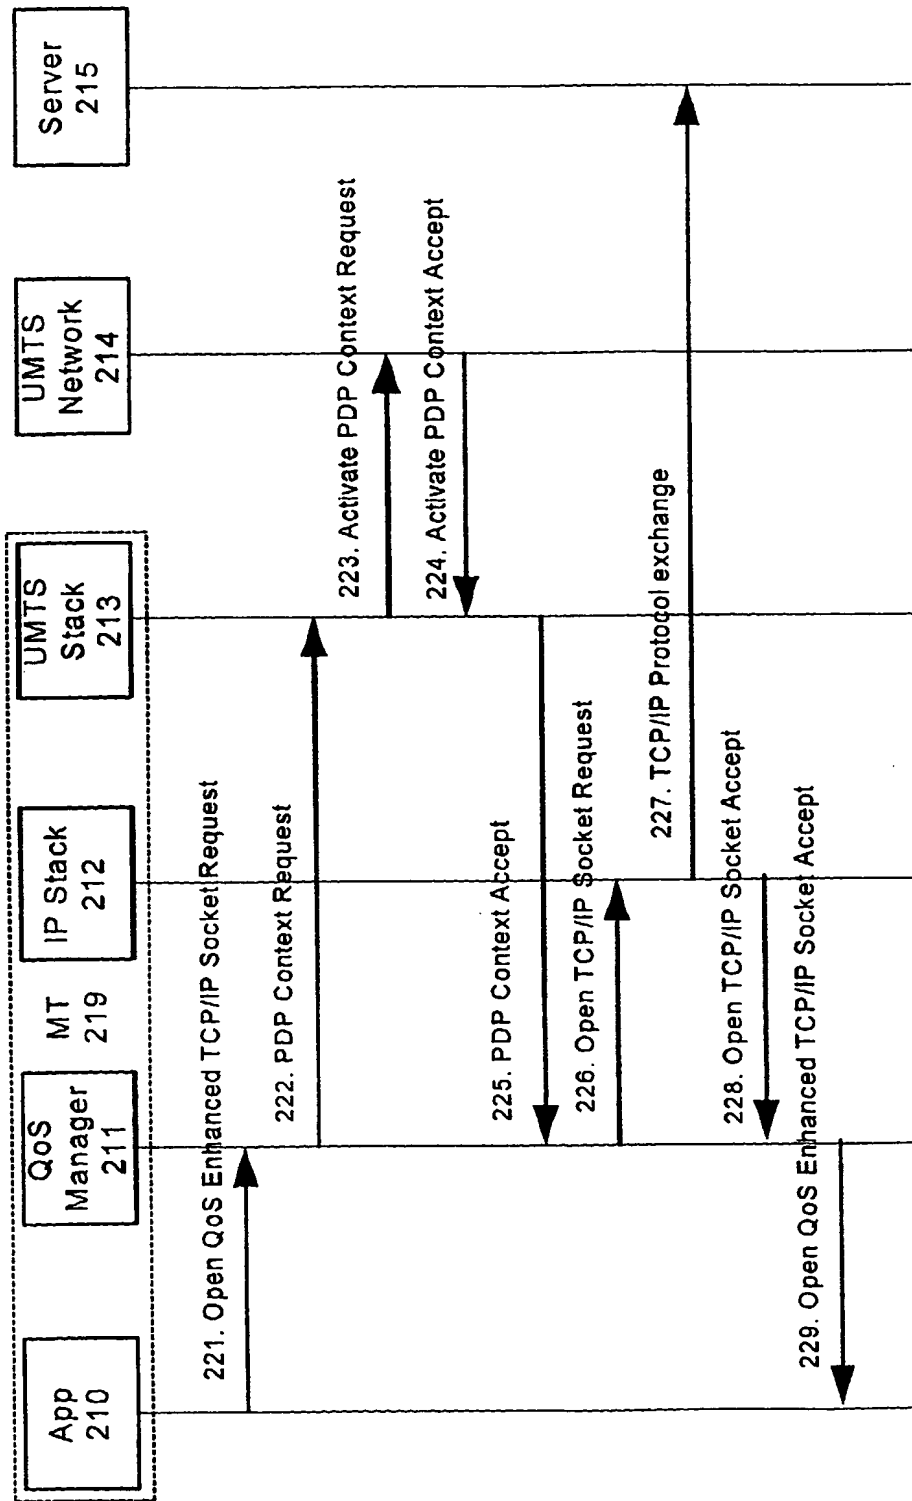 App
210
QoS
Manager
211
MT
219
IP Stack
212
UMTS
Stack
213
UMTS
Network
214
Server
215
221. Open QoS Enhanced TCP/IP Socket Request
222. PDP Context Request
223. Activate PDP Context Request
224. Activate PDP Context Accept
225. PDP Context Accept
226. Open TCP/IP Socket Request
227. TCP/IP Protocol exchange
228. Open TCP/IP Socket Accept
229. Open QoS Enhanced TCP/IP Socket Accept